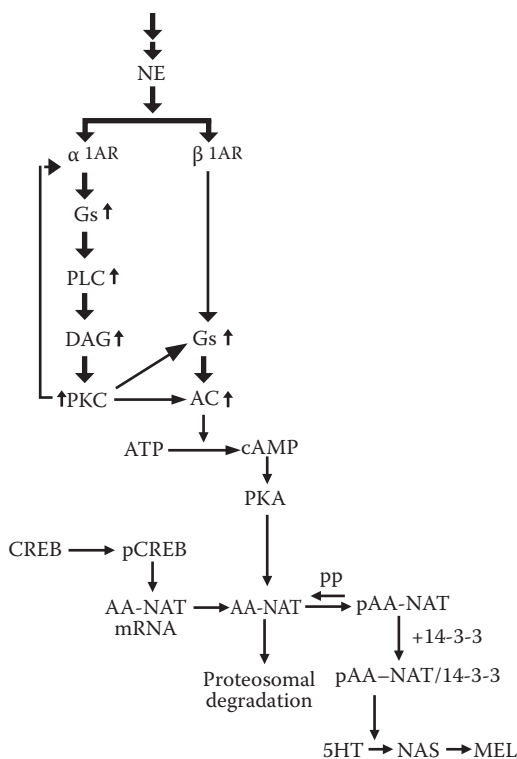 NE
α 1AR β 1AR
Gs
PLC
DAG Gs
PKC AC
ATP cAMP
PKA
CREB pCREB
pp
AA-NAT AA-NAT pAA-NAT
mRNA
+14-3-3
Proteosomal pAA–NAT/14-3-3
degradation
5HT NAS MEL